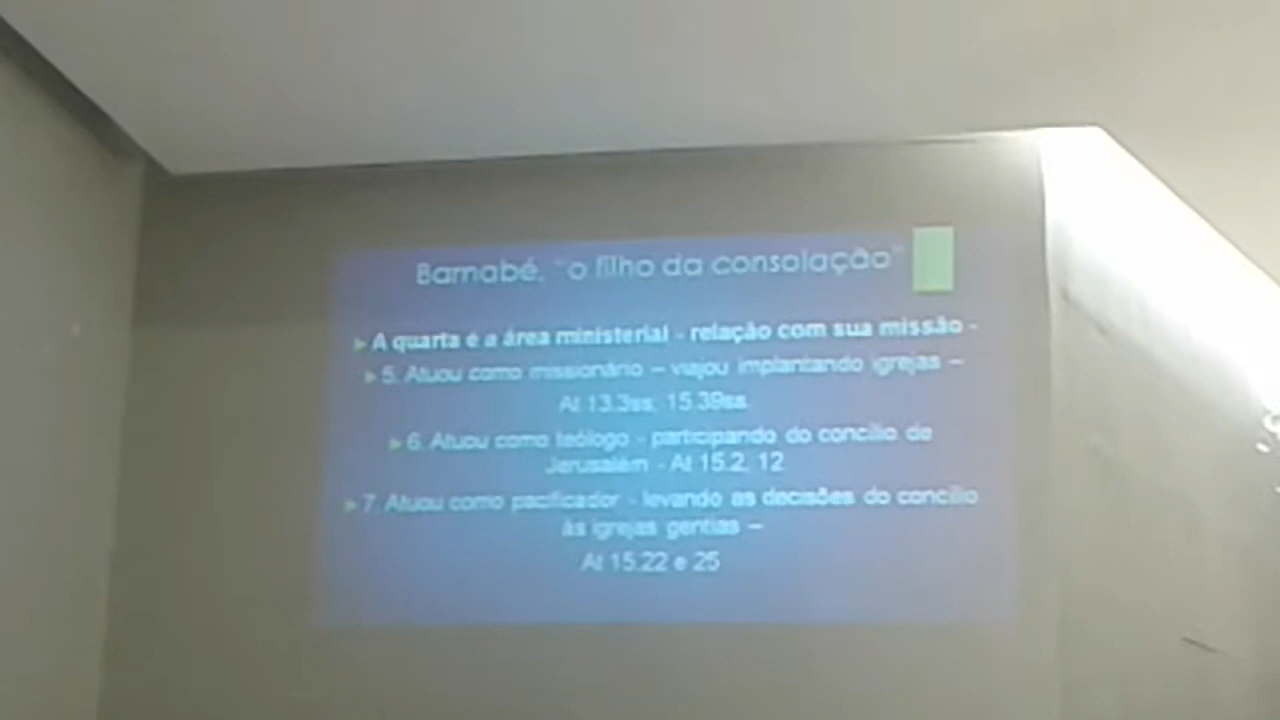 Barnabé, "o filho da consolação"
A quarta é a área ministerial - relação com sua missão -
5. Atuou como missionário – viajou implantando igrejas –
At 13.3ss; 15.39ss
6. Atuou como teólogo - participando do concílio de
Jerusalém - At 15.2, 12
7. Atuou como pacificador - levando as decisões do concílio
às igrejas gentias –
At 15.22 e 25